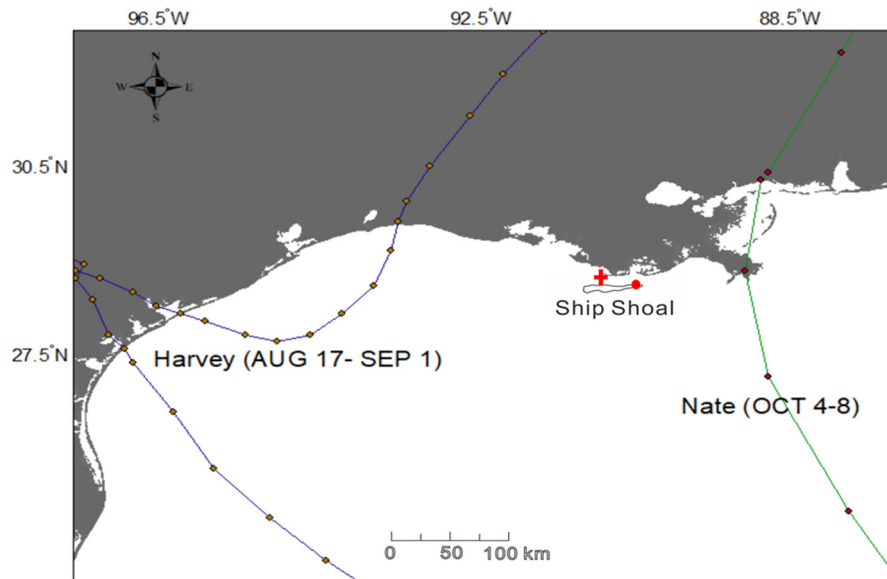 96.5°W 92.5°W 88.5°W
N
W E
S
30.5°N
Ship Shoal
27.5°N
Harvey (AUG 17- SEP 1)
Nate (OCT 4-8)
0 50 100 km